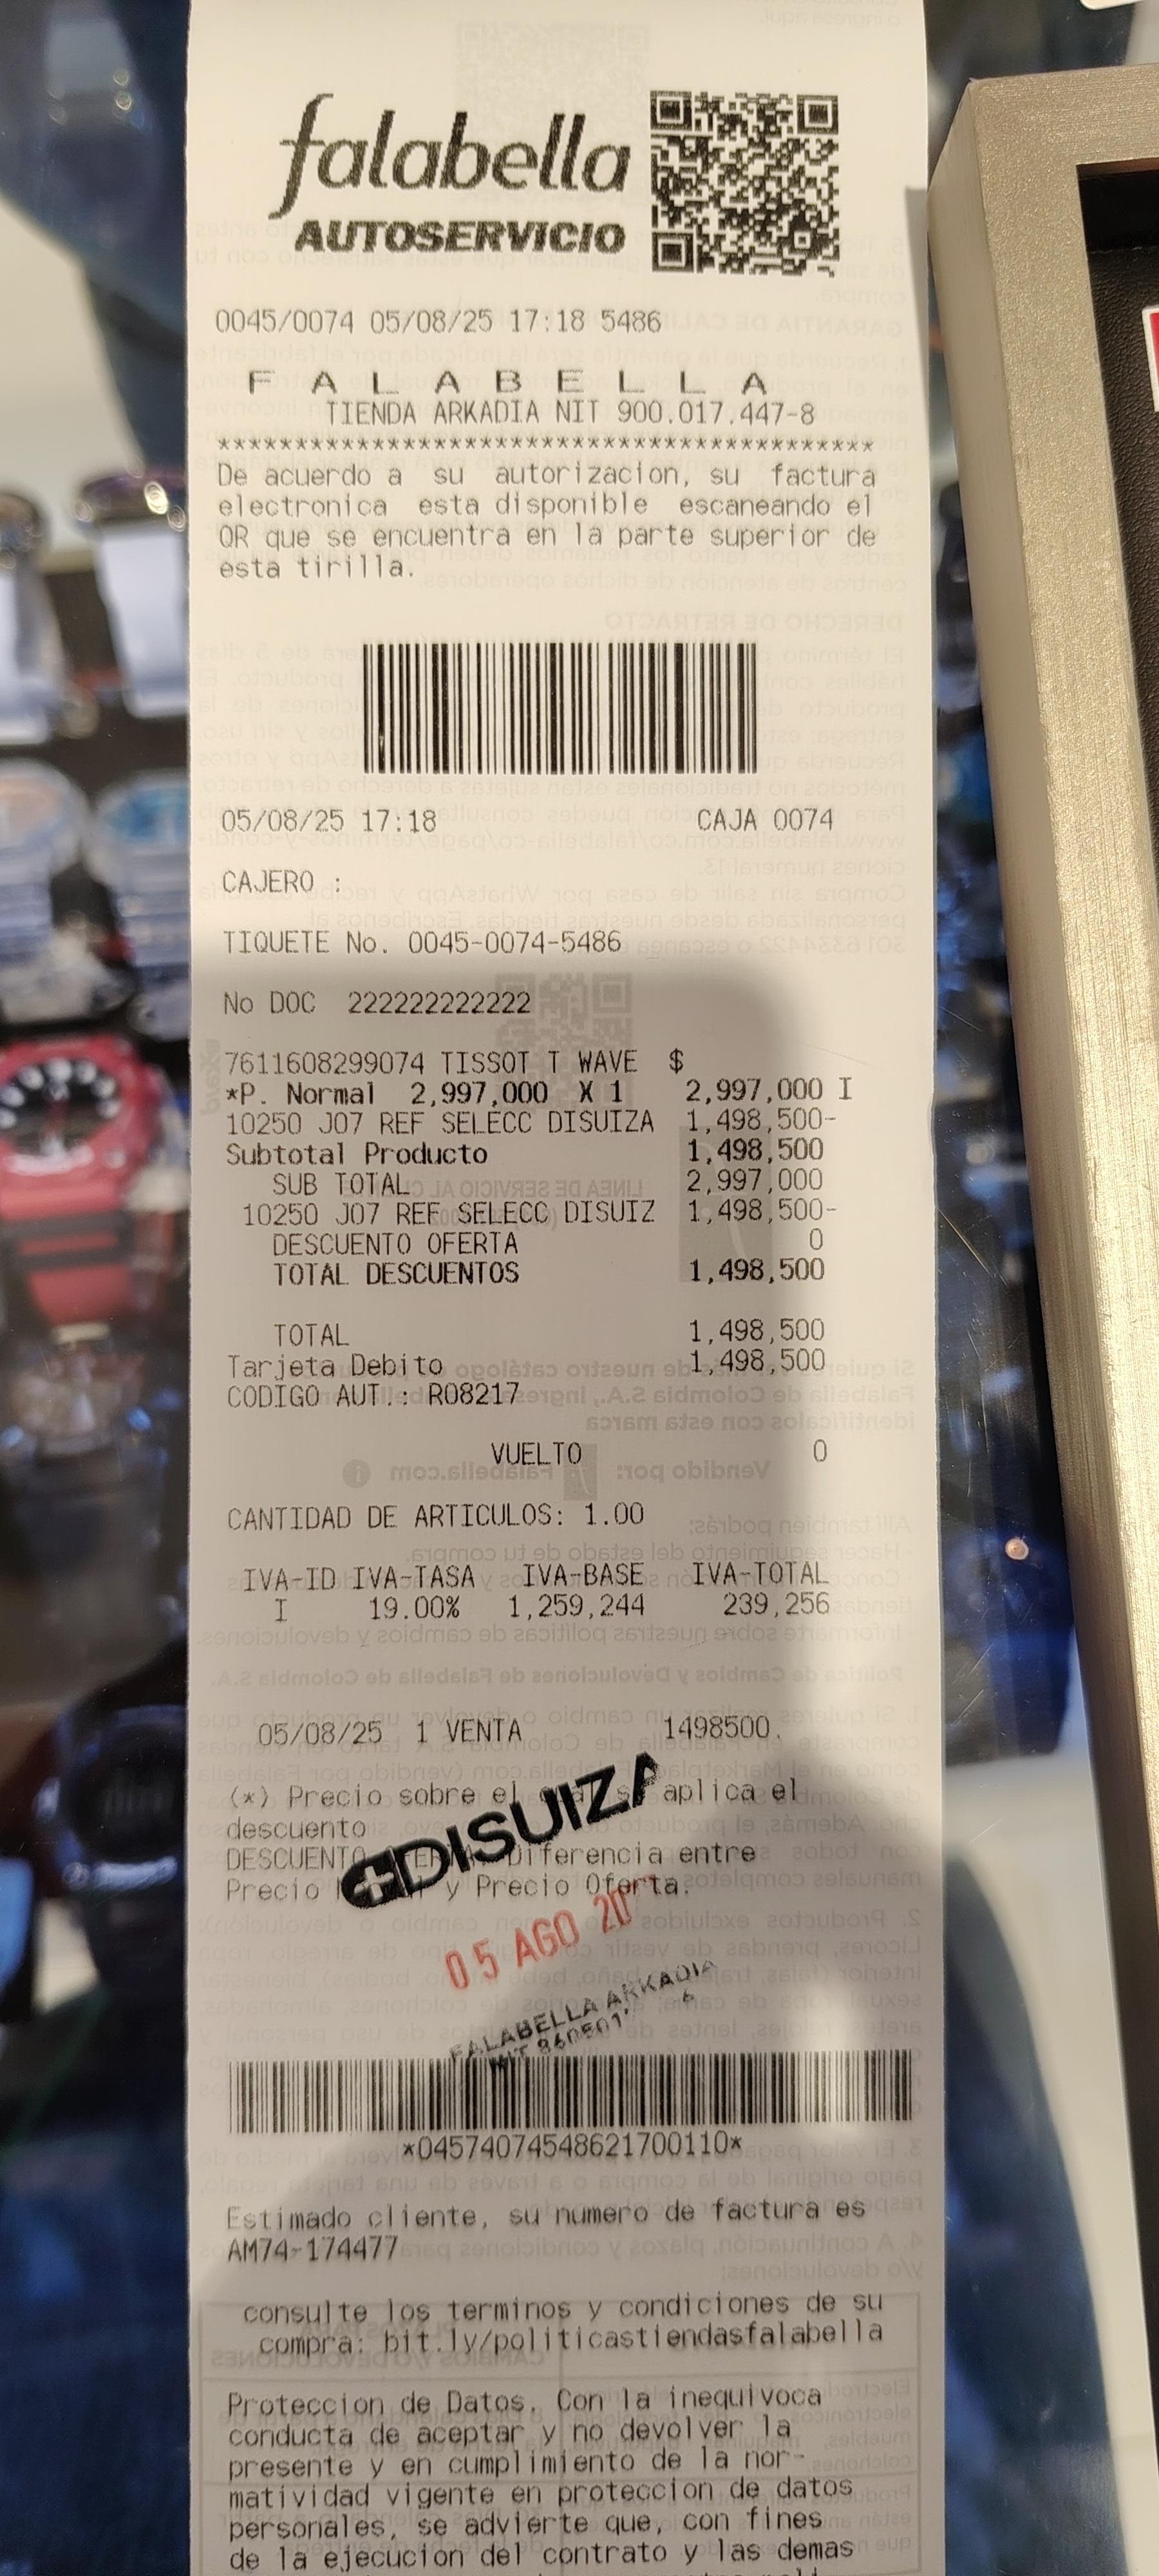 falabella
AUTOSERVICIO
0045/0074 05/08/25 17:18 5486
F A L A B E L L A
TIENDA ARKADIA NIT 900.017.447-8
******************************************
De acuerdo a su autorizacion, su factura
electronica esta disponible escaneando el
QR que se encuentra en la parte superior de
esta tirilla.
05/08/25 17:18 CAJA 0074
CAJERO :
TIQUETE No. 0045-0074-5486
No DOC 222222222222
7611608299074 TISSOT T WAVE $
*P. Normal 2,997,000 X 1 2,997,000 I
10250 J07 REF SELECC DISUIZA 1,498,500-
Subtotal Producto 1,498,500
SUB TOTAL 2,997,000
10250 J07 REF SELECC DISUIZ 1,498,500-
DESCUENTO OFERTA 0
TOTAL DESCUENTOS 1,498,500
TOTAL 1,498,500
Tarjeta Debito 1,498,500
CODIGO AUT.: R08217
VUELTO 0
CANTIDAD DE ARTICULOS: 1.00
IVA-ID IVA-TASA IVA-BASE IVA-TOTAL
I 19.00% 1,259,244 239,256
05/08/25 1 VENTA 1498500.
(*) Precio sobre el aplica el
descuento
DISUIZA
DESCUENTO Diferencia entre
Precio y Precio Oferta.
05 AGO 20
FALABELLA ARKADIA
NIT
*04574074548621700110*
Estimado cliente, su numero de factura es
AM74-174477
consulte los terminos y condiciones de su
compra: bit.ly/politicastiendasfalabella
Proteccion de Datos. Con la inequivoca
conducta de aceptar y no devolver la
presente y en cumplimiento de la nor-
matividad vigente en proteccion de datos
personales, se advierte que, con fines
de la ejecucion del contrato y las demas